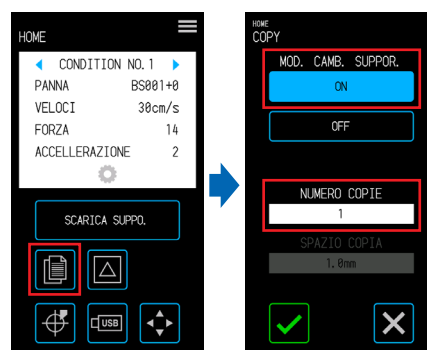 HOME
CONDITION NO.1
PANNA BS001+0
VELOCI 30cm/s
FORZA 14
ACCELLERAZIONE 2
SCARICA SUPPO.
USB
HOME
COPY
MOD. CAMB. SUPPOR.
ON
OFF
NUMERO COPIE
1
SPAZIO COPIA
1.0mm